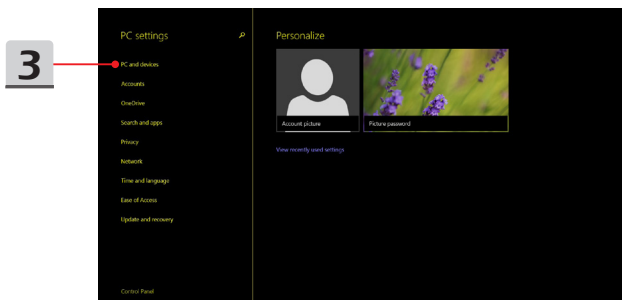 PC settings
Personalize
3
PC and devices
Accounts
OneDrive
Search and apps
Privacy
Network
Time and language
Ease of Access
Update and recovery
Control Panel
Account picture
Picture password
View recently used settings